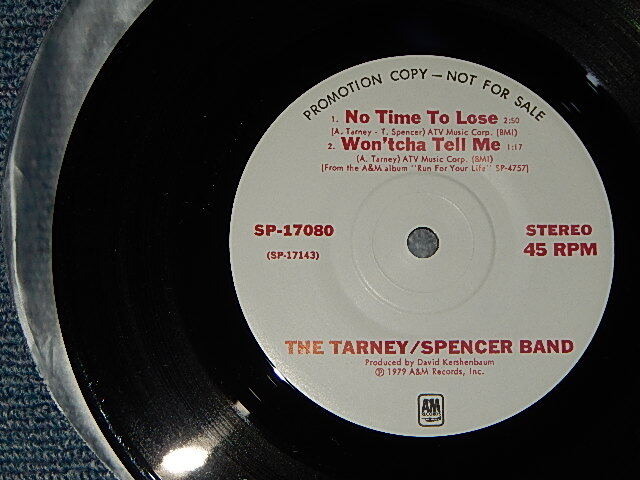 PROMOTION COPY — NOT FOR SALE
1. No Time To Lose 2:50
(A. Tarney - T. Spencer) ATV Music Corp. (BMI)
2. Won'tcha Tell Me 1:17
(A. Tarney) ATV Music Corp. (BMI)
(From the A&M album "Run For Your Life" SP-4757)
SP-17080
STEREO
(SP-17143)
45 RPM
THE TARNEY/SPENCER BAND
Produced by David Kershenbaum
℗ 1979 A&M Records, Inc.
AM
RECORDS